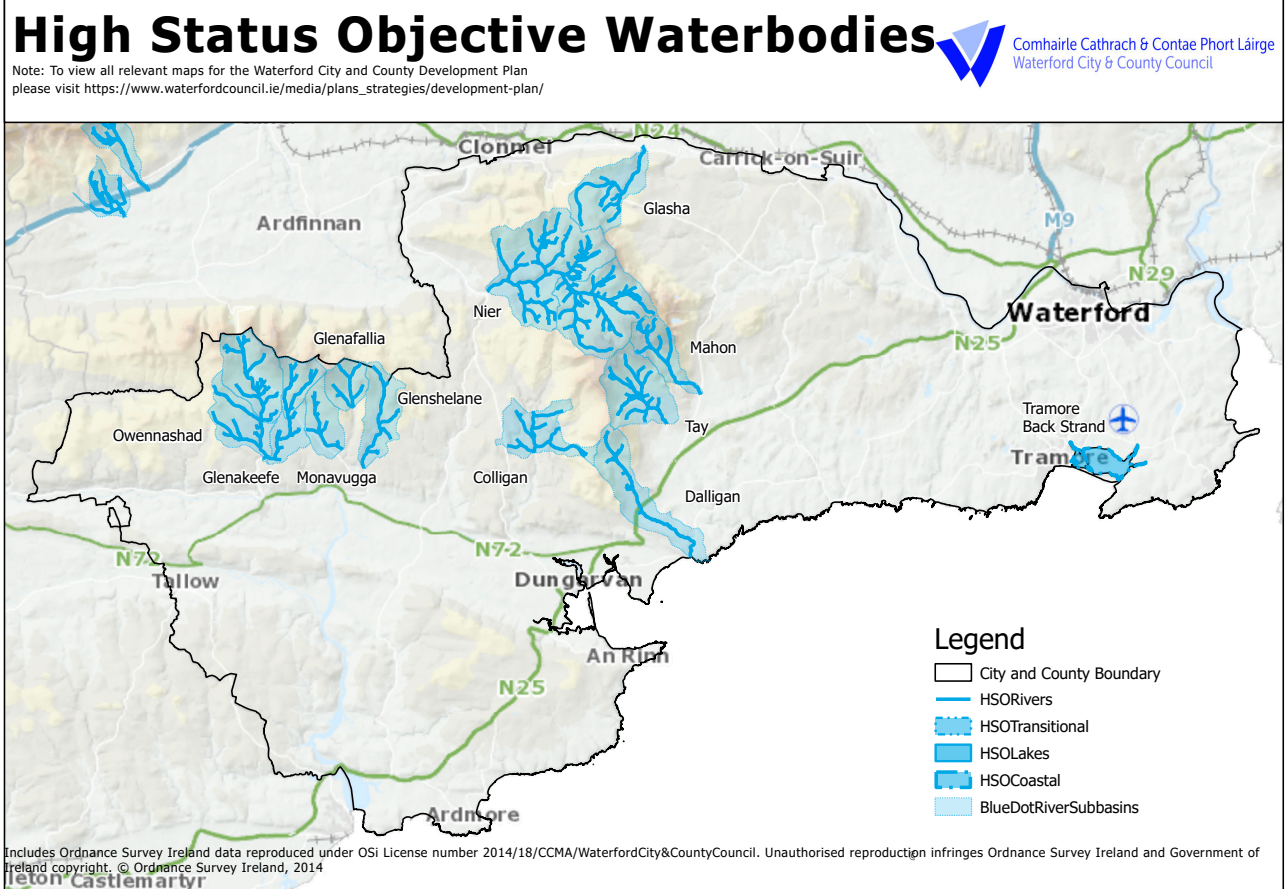 High Status Objective Waterbodies
Note: To view all relevant maps for the Waterford City and County Development Plan
please visit https://www.waterfordcouncil.ie/media/plans_strategies/development-plan/
Comhairle Cathrach & Contae Phort Láirge
Waterford City & County Council
N24
Clonmel
Carrick-on-Suir
Glasha
Ardfinnan
M9
N29
Nier
Waterford
Glenafallia
Mahon
N25
Glenshelane
Tramore
Back Strand
Owennashad
Tay
Tramore
Glenakeefe
Monavugga
Colligan
Dalligan
N72
N72
Tallow
Dungarvan
An Rinn
N25
Legend
City and County Boundary
HSORivers
HSOTransitional
HSOLakes
HSOCoastal
BlueDotRiverSubbasins
Ardmore
Includes Ordnance Survey Ireland data reproduced under OSi License number 2014/18/CCMA/WaterfordCity&CountyCouncil. Unauthorised reproduction infringes Ordnance Survey Ireland and Government of
Ireland copyright. © Ordnance Survey Ireland, 2014
leton Castlemartyr